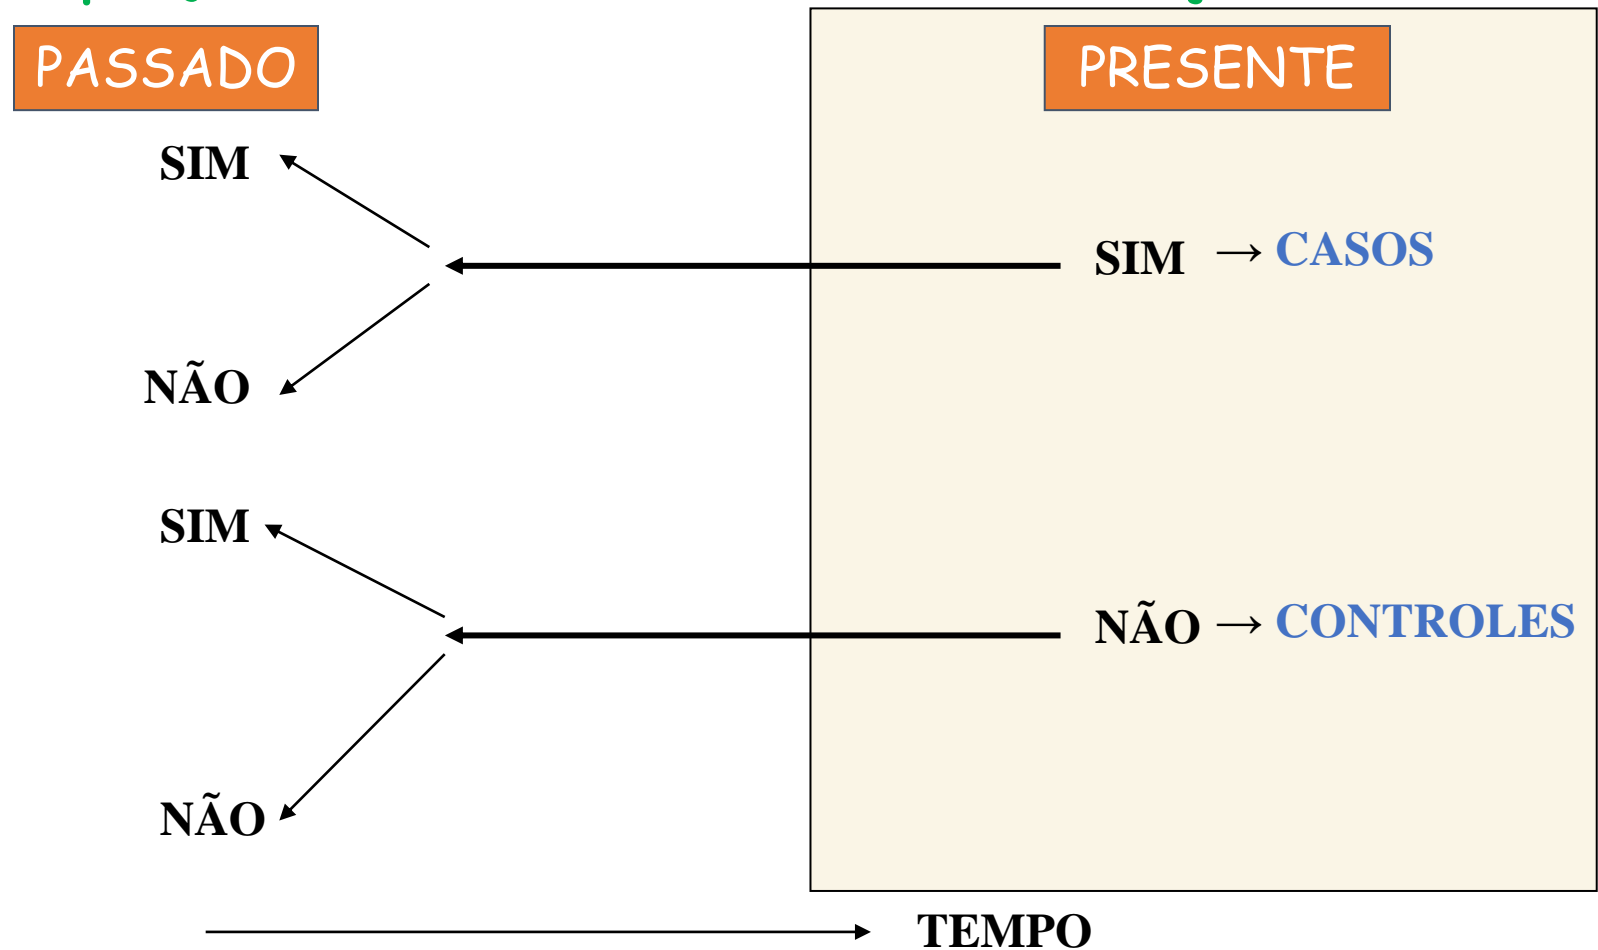 PASSADO
PRESENTE
SIM
SIM → CASOS
NÃO
SIM
NÃO → CONTROLES
NÃO
TEMPO